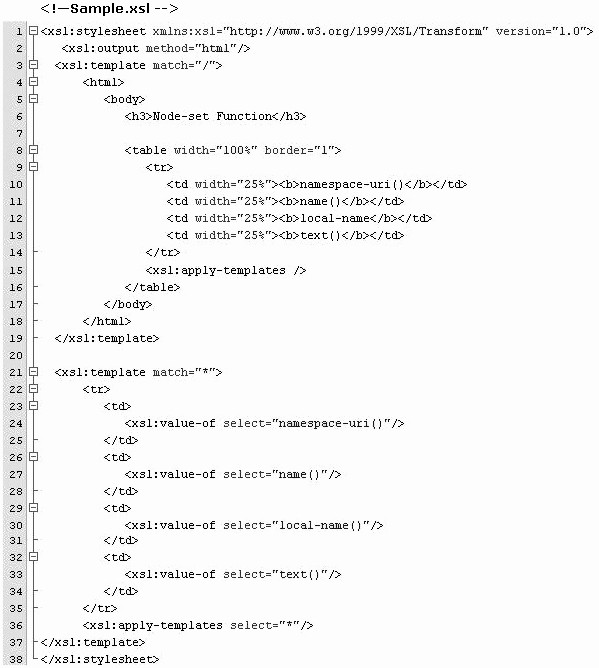 <!—Sample.xsl -->
1 <xsl:stylesheet xmlns:xsl="http://www.w3.org/1999/XSL/Transform" version="1.0">
2 <xsl:output method="html"/>
3 <xsl:template match="/">
4 <html>
5 <body>
6 <h3>Node-set Function</h3>
7
8 <table width="100%" border="1">
9 <tr>
10 <td width="25%"><b>namespace-uri()</b></td>
11 <td width="25%"><b>name()</b></td>
12 <td width="25%"><b>local-name</b></td>
13 <td width="25%"><b>text()</b></td>
14 </tr>
15 <xsl:apply-templates />
16 </table>
17 </body>
18 </html>
19 </xsl:template>
20
21 <xsl:template match="*">
22 <tr>
23 <td>
24 <xsl:value-of select="namespace-uri()"/>
25 </td>
26 <td>
27 <xsl:value-of select="name()"/>
28 </td>
29 <td>
30 <xsl:value-of select="local-name()"/>
31 </td>
32 <td>
33 <xsl:value-of select="text()"/>
34 </td>
35 </tr>
36 <xsl:apply-templates select="*"/>
37 </xsl:template>
38 </xsl:stylesheet>